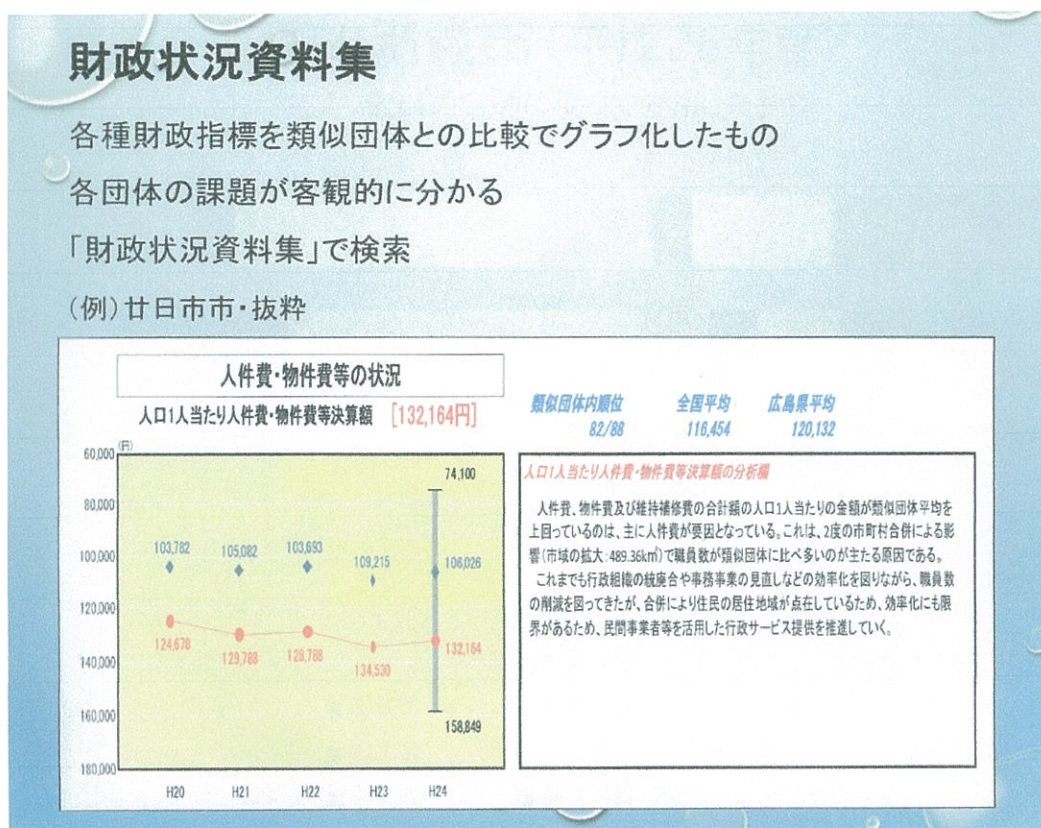 財政状況資料集
各種財政指標を類似団体との比較でグラフ化したもの
各団体の課題が客観的に分かる
「財政状況資料集」で検索
(例)廿日市市・抜粋
人件費・物件費等の状況
人口1人当たり人件費・物件費等決算額 [132,164円]
類似団体内順位 全国平均 広島県平均
82/88 116,454 120,132
(円)
60,000
80,000
100,000
120,000
140,000
160,000
180,000
74,100
103,782 105,082 103,693 109,215 106,026
124,678 129,788 128,788 134,530 132,164
158,849
H20 H21 H22 H23 H24
人口1人当たり人件費・物件費等決算額の分析欄
人件費、物件費及び維持補修費の合計額の人口1人当たりの金額が類似団体平均を
上回っているのは、主に人件費が要因となっている。これは、2度の市町村合併による影
響(市域の拡大:489.36k㎡)で職員数が類似団体に比べ多いのが主たる原因である。
これまでも行政組織の統廃合や事務事業の見直しなどの効率化を図りながら、職員数
の削減を図ってきたが、合併により住民の居住地域が点在しているため、効率化にも限
界があるため、民間事業者等を活用した行政サービス提供を推進していく。